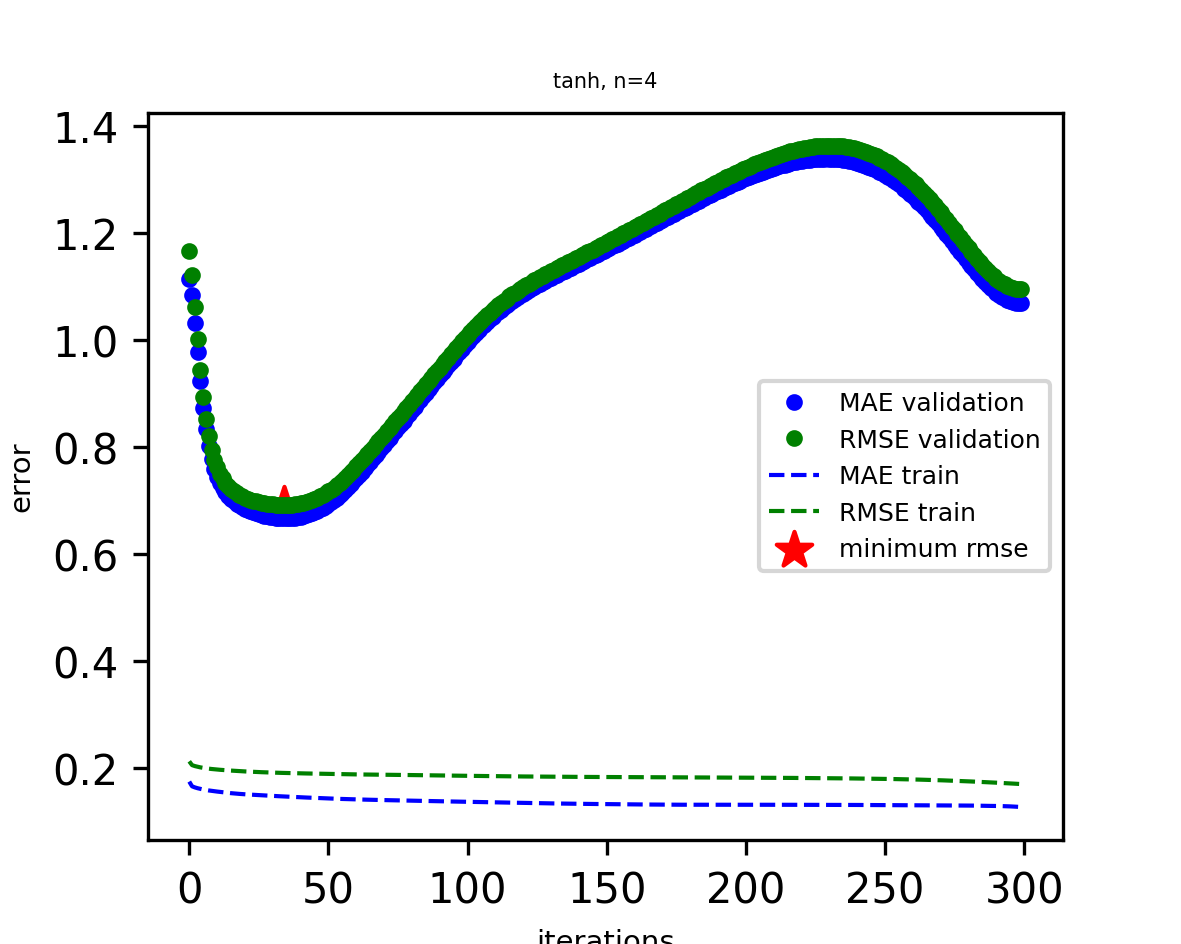 tanh, n=4
1.4
1.2
1.0
0.8
0.6
0.4
0.2
error
MAE validation
RMSE validation
MAE train
RMSE train
minimum rmse
0 50 100 150 200 250 300
iterations